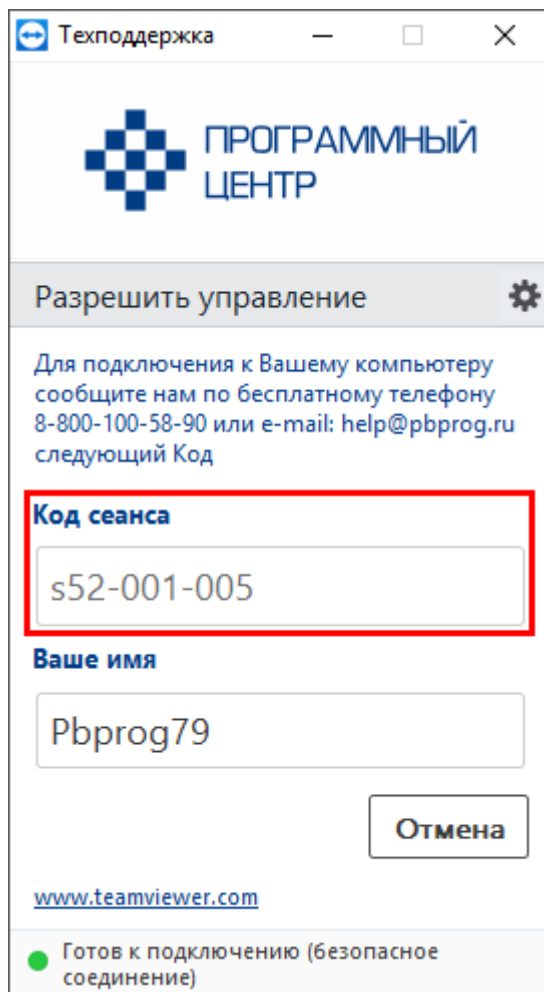 Техподдержка
ПРОГРАММНЫЙ
ЦЕНТР
Разрешить управление
Для подключения к Вашему компьютеру
сообщите нам по бесплатному телефону
8-800-100-58-90 или e-mail: help@pbprog.ru
следующий Код
Код сеанса
s52-001-005
Ваше имя
Pbprog79
Отмена
www.teamviewer.com
Готов к подключению (безопасное
соединение)